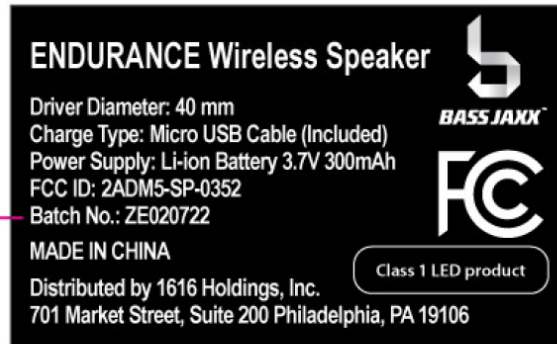 ENDURANCE Wireless Speaker
BASS JAXX™
Driver Diameter: 40 mm
Charge Type: Micro USB Cable (Included)
Power Supply: Li-ion Battery 3.7V 300mAh
FCC ID: 2ADM5-SP-0352
Batch No.: ZE020722
FC
MADE IN CHINA
Class 1 LED product
Distributed by 1616 Holdings, Inc.
701 Market Street, Suite 200 Philadelphia, PA 19106